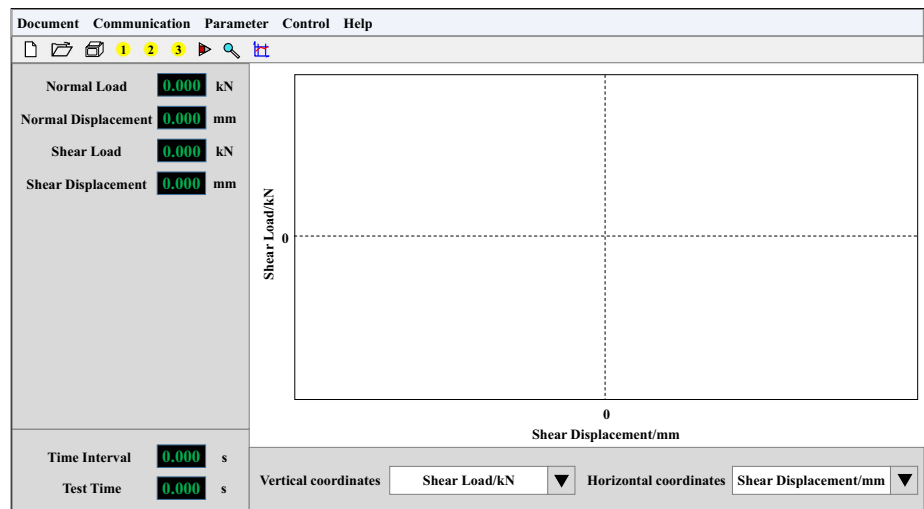 Document Communication Parameter Control Help
1 2 3
Normal Load 0.000 kN
Normal Displacement 0.000 mm
Shear Load 0.000 kN
Shear Displacement 0.000 mm
Shear Load/kN
0
0
Shear Displacement/mm
Time Interval 0.000 s
Test Time 0.000 s
Vertical coordinates Shear Load/kN Horizontal coordinates Shear Displacement/mm